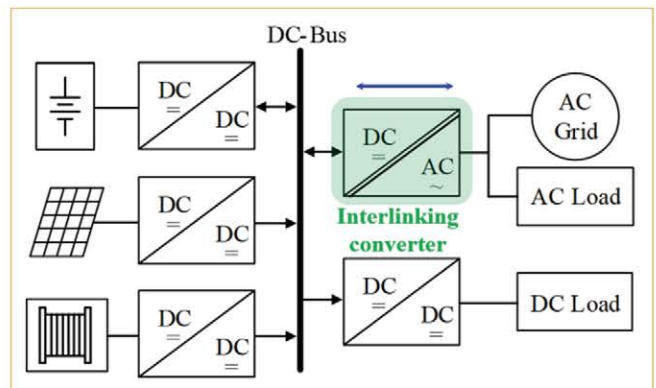 DC-Bus
DC
=
DC
=
DC
=
DC
=
DC
=
DC
=
DC
=
AC
~
Interlinking
converter
AC
Grid
AC Load
DC
=
DC
=
DC Load